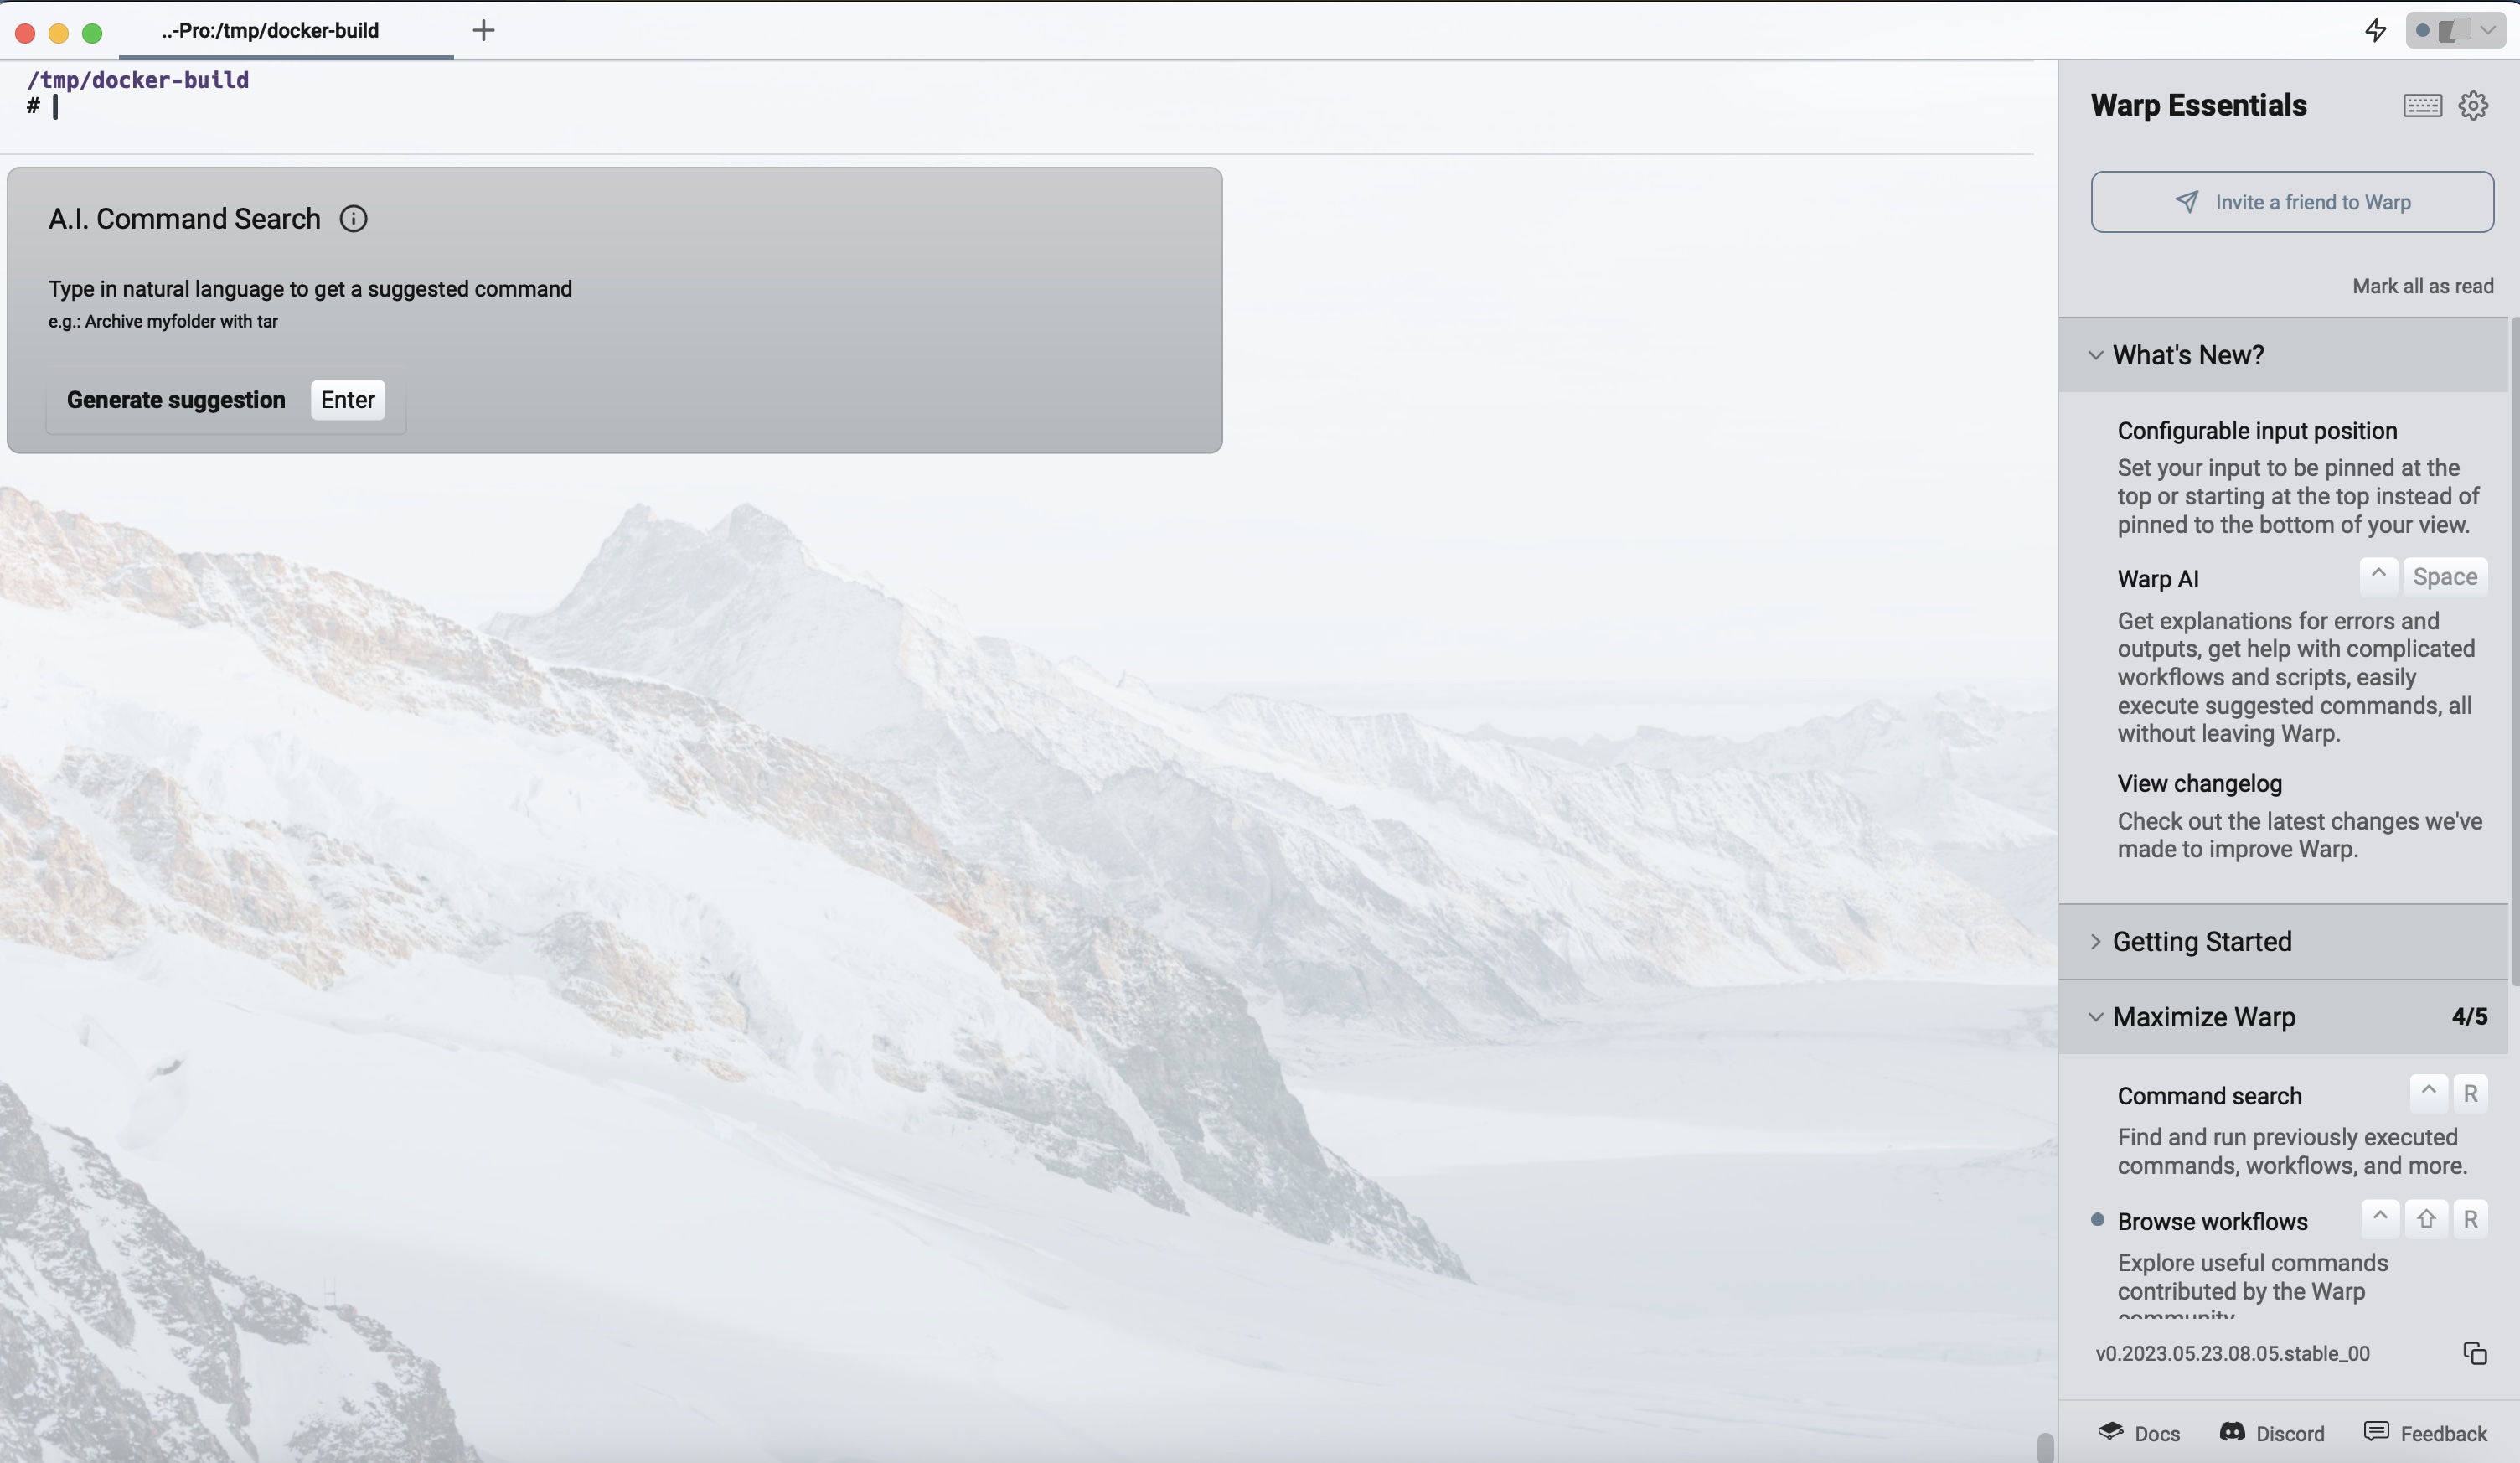 ..-Pro:/tmp/docker-build
/tmp/docker-build
#
A.I. Command Search
Type in natural language to get a suggested command
e.g.: Archive myfolder with tar
Generate suggestion Enter
Warp Essentials
Invite a friend to Warp
Mark all as read
What's New?
Configurable input position
Set your input to be pinned at the
top or starting at the top instead of
pinned to the bottom of your view.
Warp AI ^ Space
Get explanations for errors and
outputs, get help with complicated
workflows and scripts, easily
execute suggested commands, all
without leaving Warp.
View changelog
Check out the latest changes we've
made to improve Warp.
Getting Started
Maximize Warp 4/5
Command search ^ R
Find and run previously executed
commands, workflows, and more.
Browse workflows ^ ⇧ R
Explore useful commands
contributed by the Warp
community
v0.2023.05.23.08.05.stable_00
Docs Discord Feedback